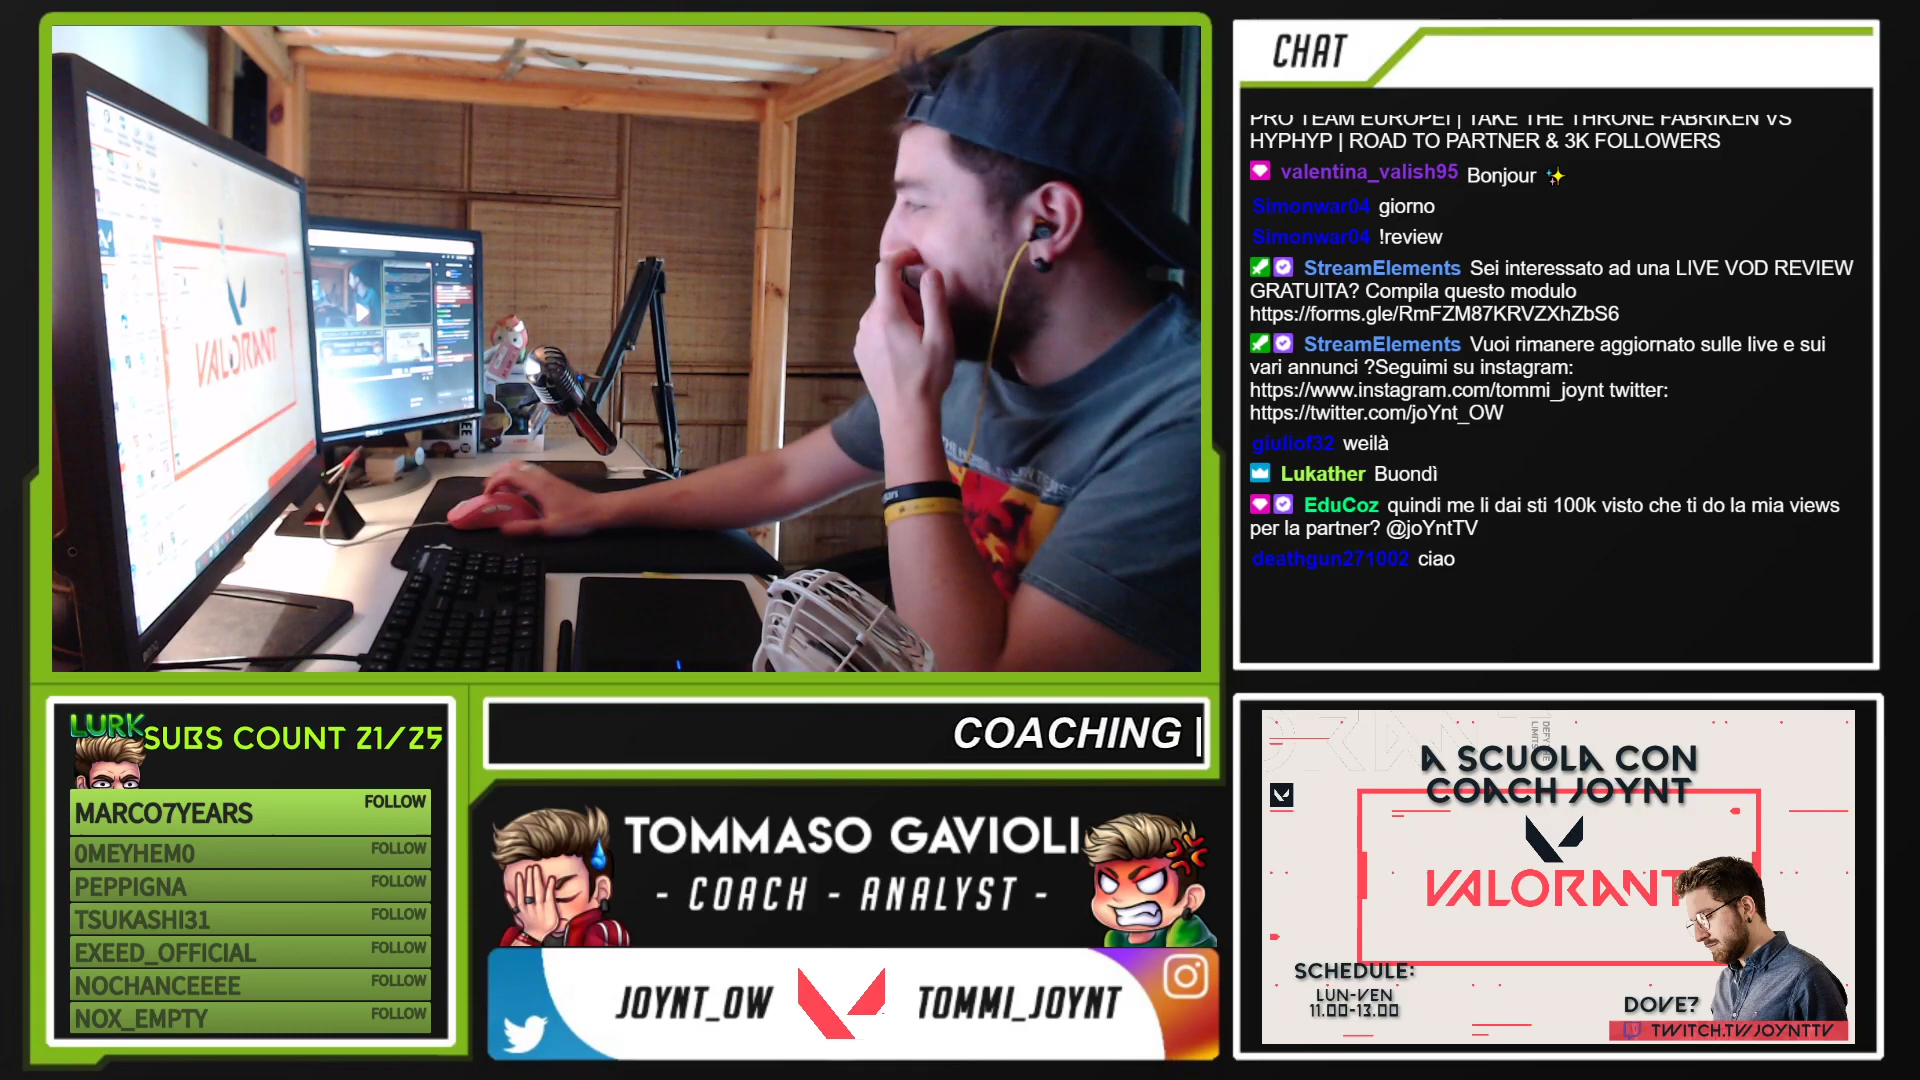 CHAT
PRO TEAM EUROPEI | TAKE THE THRONE FABRIKEN VS
HYPHYP | ROAD TO PARTNER & 3K FOLLOWERS
valentina_valish95 Bonjour ✨
Simonwar04 giorno
Simonwar04 !review
StreamElements Sei interessato ad una LIVE VOD REVIEW
GRATUITA? Compila questo modulo
https://forms.gle/RmFZM87KRVZXhZbS6
StreamElements Vuoi rimanere aggiornato sulle live e sui
vari annunci ?Seguimi su instagram:
https://www.instagram.com/tommi_joynt twitter:
https://twitter.com/joYnt_OW
giuliof32 weilà
Lukather Buondì
EduCoz quindi me li dai sti 100k visto che ti do la mia views
per la partner? @joYntTV
deathgun271002 ciao
VALORANT
LURK
SUBS COUNT 21/25
MARCO7YEARS FOLLOW
0MEYHEM0 FOLLOW
PEPPIGNA FOLLOW
TSUKASHI31 FOLLOW
EXEED_OFFICIAL FOLLOW
NOCHANCEEEE FOLLOW
NOX_EMPTY FOLLOW
COACHING |
TOMMASO GAVIOLI
- COACH - ANALYST -
JOYNT_OW
TOMMI_JOYNT
A SCUOLA CON
COACH JOYNT
VALORANT
SCHEDULE:
LUN-VEN
11.00-13.00
DOVE?
TWITCH.TV/JOYNTTV